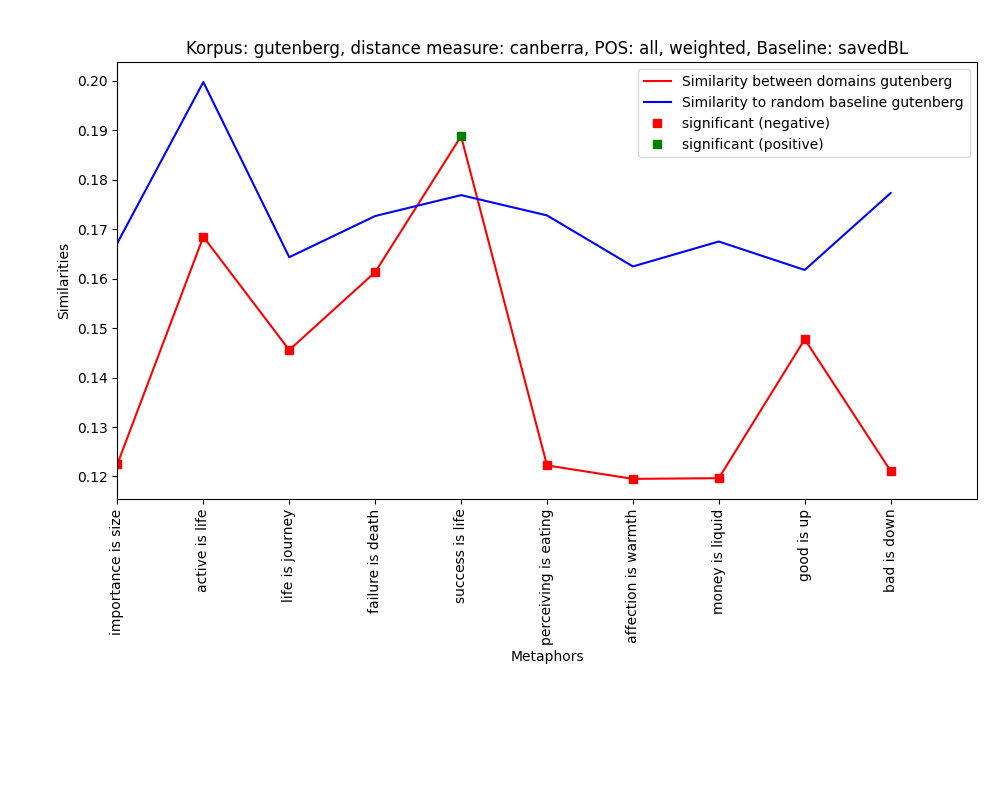 Korpus: gutenberg, distance measure: canberra, POS: all, weighted, Baseline: savedBL
Similarity between domains gutenberg
Similarity to random baseline gutenberg
significant (negative)
significant (positive)
Similarities
0.20
0.19
0.18
0.17
0.16
0.15
0.14
0.13
0.12
importance is size
active is life
life is journey
failure is death
success is life
perceiving is eating
affection is warmth
money is liquid
good is up
bad is down
Metaphors